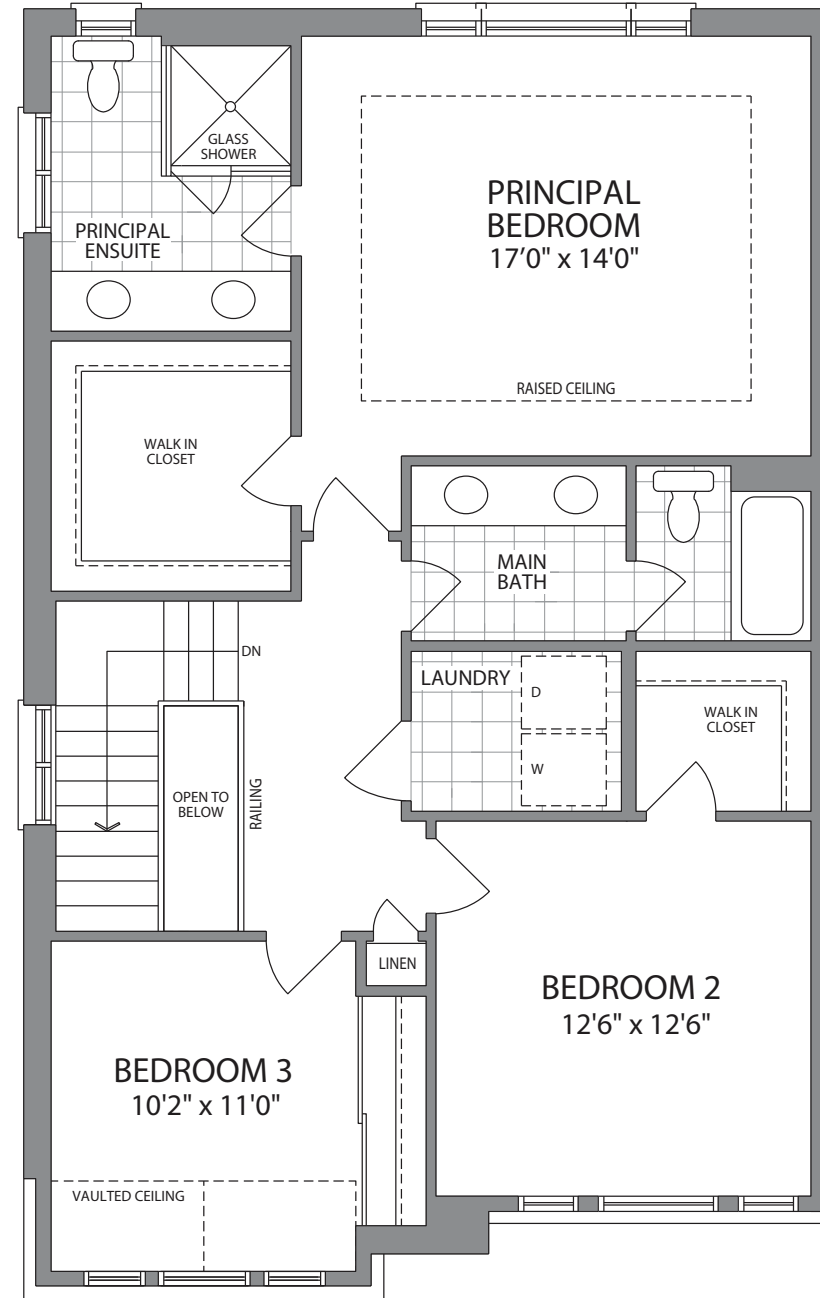 GLASS
SHOWER
PRINCIPAL
ENSUITE
PRINCIPAL
BEDROOM
17'0" x 14'0"
RAISED CEILING
WALK IN
CLOSET
MAIN
BATH
DN
LAUNDRY
D
W
WALK IN
CLOSET
OPEN TO
BELOW
RAILING
LINEN
BEDROOM 2
12'6" x 12'6"
BEDROOM 3
10'2" x 11'0"
VAULTED CEILING